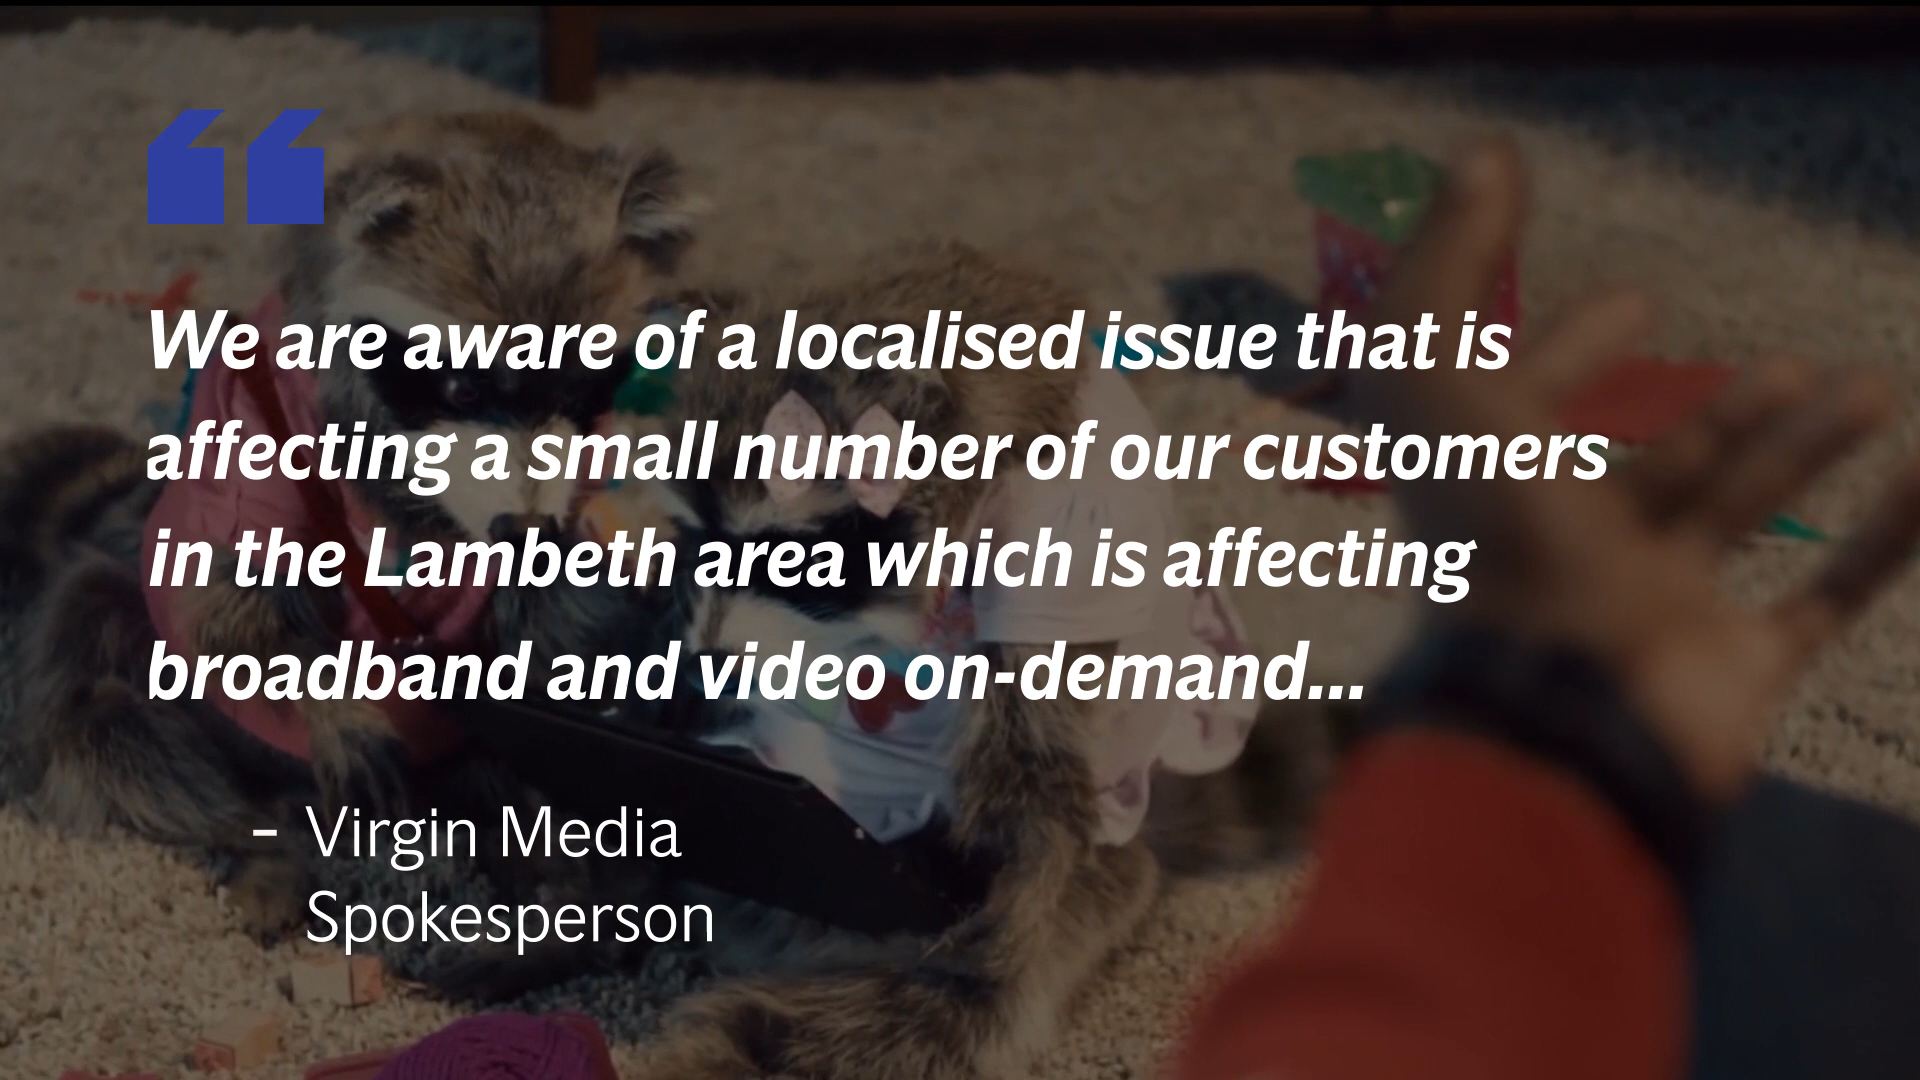 “
We are aware of a localised issue that is
affecting a small number of our customers
in the Lambeth area which is affecting
broadband and video on-demand...
- Virgin Media
Spokesperson